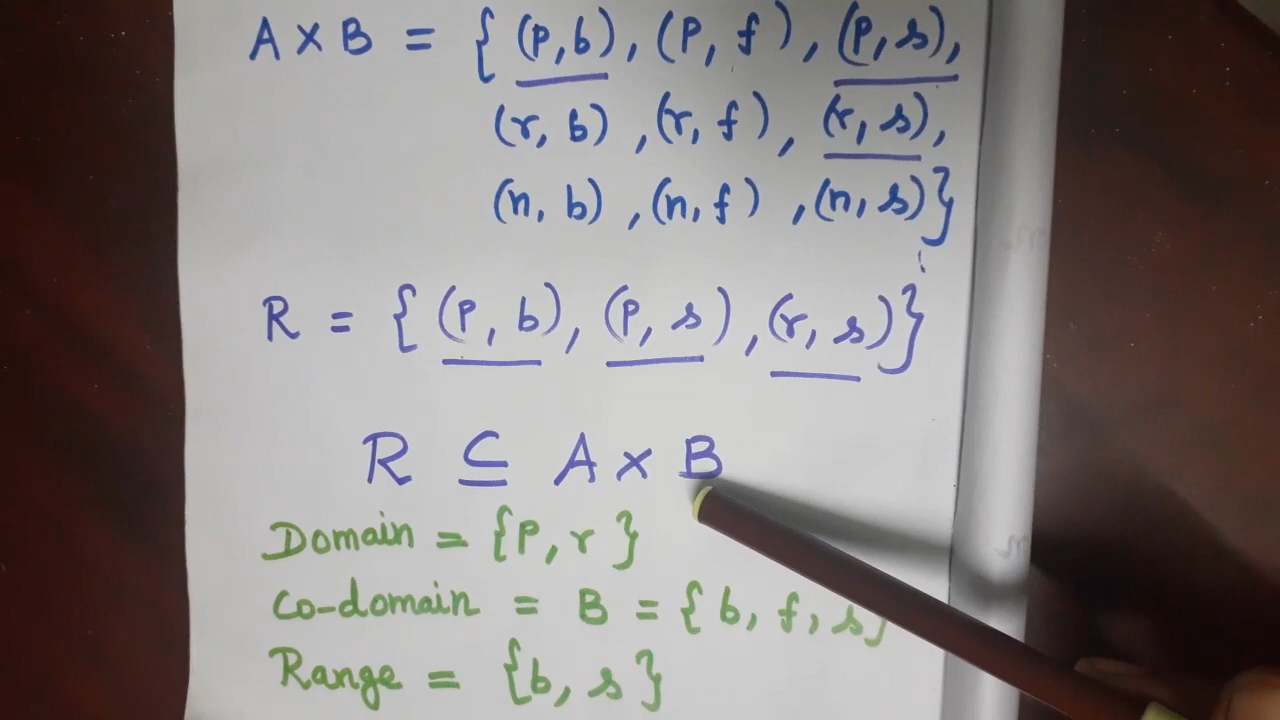 A × B = {(p,b), (p, f), (p, s),
(r, b), (r, f), (r, s),
(n, b), (n, f), (n, s)}
R = {(p, b), (p, s), (r, s)}
R ⊆ A × B
Domain = {p, r}
Co-domain = B = {b, f, s}
Range = {b, s}